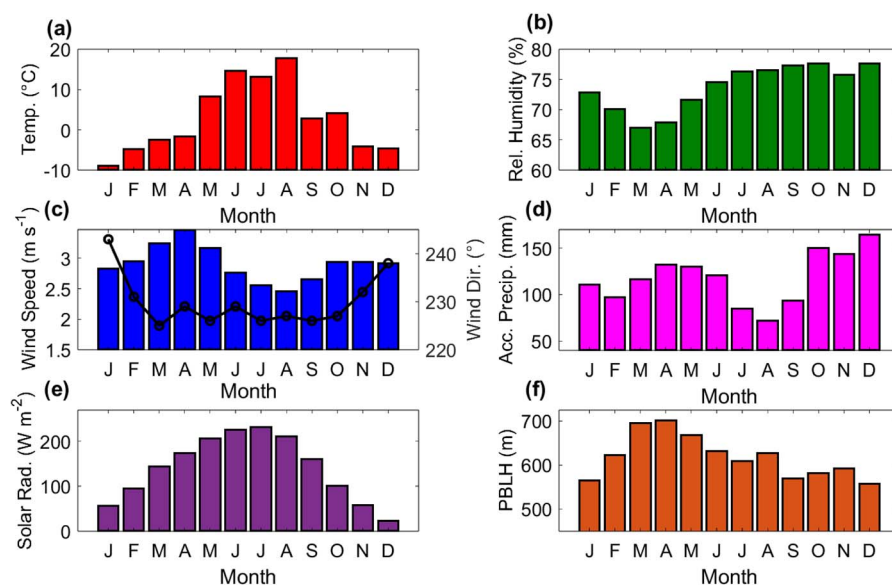 (a)
20
10
0
-10
Temp. (°C)
J F M A M J J A S O N D
Month
(b)
80
75
70
65
60
Rel. Humidity (%)
J F M A M J J A S O N D
Month
(c)
3
2.5
2
1.5
Wind Speed (m s⁻¹)
240
230
220
Wind Dir. (°)
J F M A M J J A S O N D
Month
(d)
150
100
50
Acc. Precip. (mm)
J F M A M J J A S O N D
Month
(e)
200
100
0
Solar Rad. (W m⁻²)
J F M A M J J A S O N D
Month
(f)
700
600
500
PBLH (m)
J F M A M J J A S O N D
Month